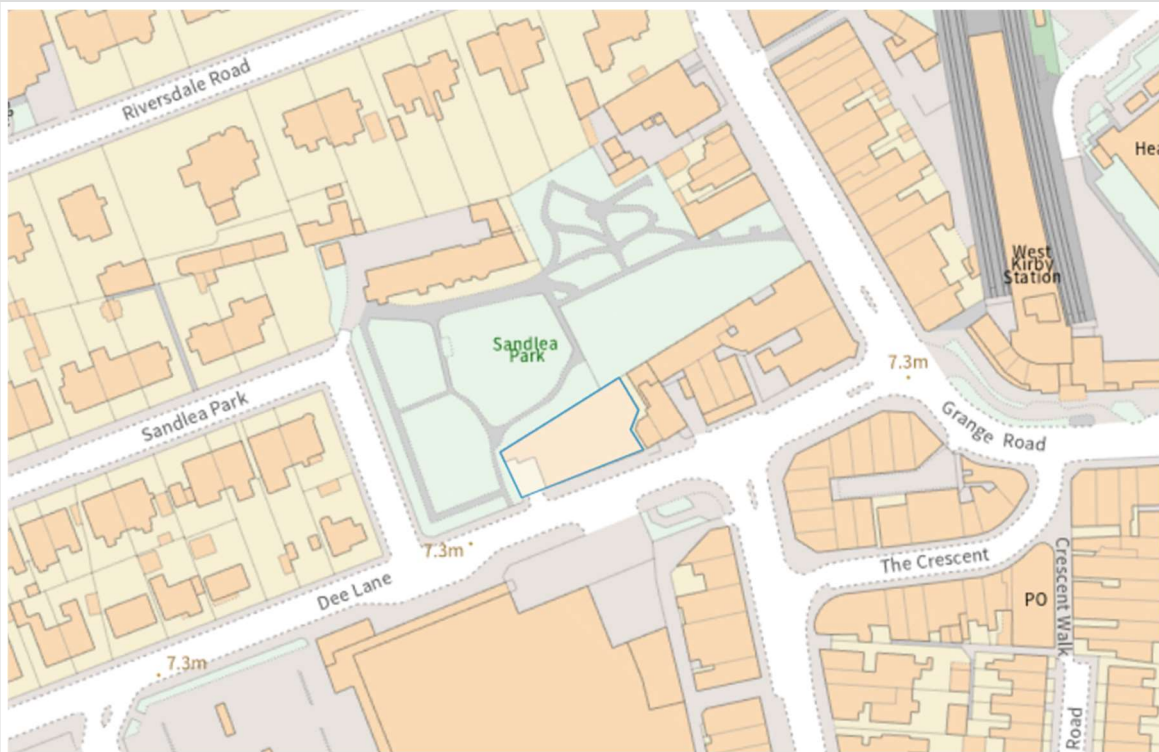 Riversdale Road
Hea
West
Kirby
Station
Sandlea
Park
7.3m
Sandlea Park
Grange Road
7.3m
The Crescent
Dee Lane
Crescent Walk
PO
7.3m
Road